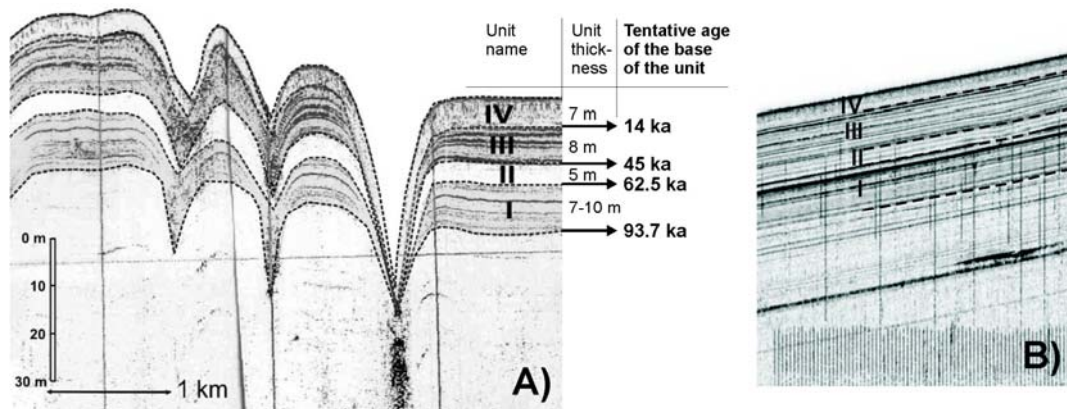 Unit name
Unit thick-ness
Tentative age of the base of the unit
IV
7 m
14 ka
III
8 m
45 ka
II
5 m
62.5 ka
I
7-10 m
93.7 ka
0 m
10
20
30 m
1 km
A)
IV
III
II
I
B)